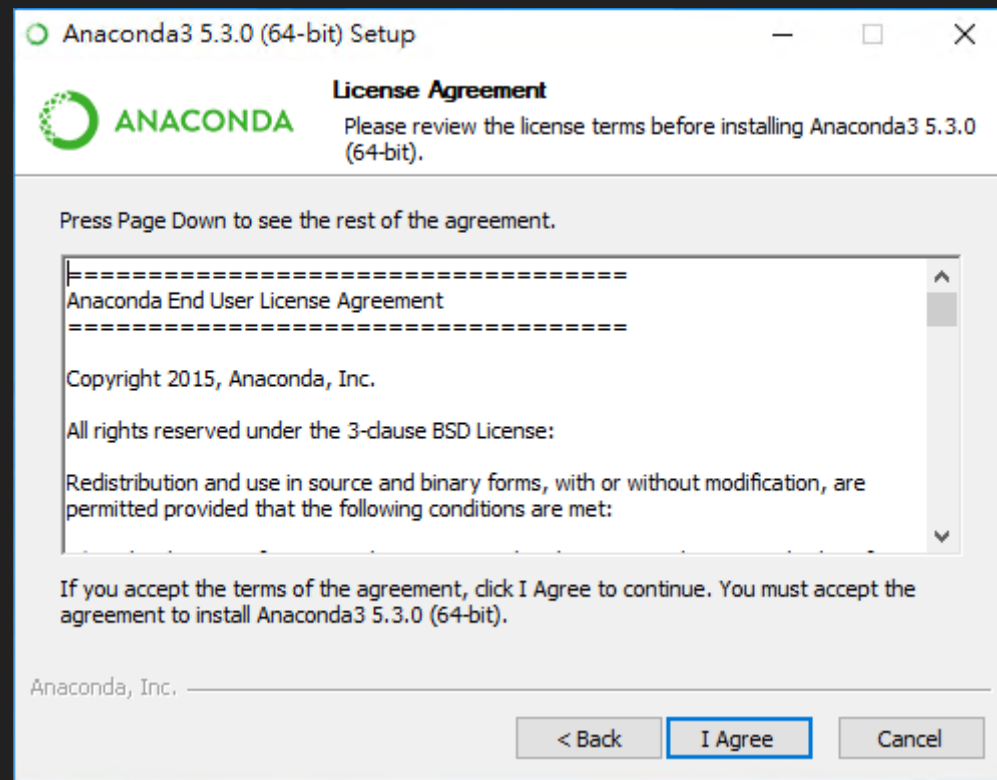 Anaconda3 5.3.0 (64-bit) Setup
ANACONDA
License Agreement
Please review the license terms before installing Anaconda3 5.3.0
(64-bit).
Press Page Down to see the rest of the agreement.
===================================
Anaconda End User License Agreement
===================================
Copyright 2015, Anaconda, Inc.
All rights reserved under the 3-clause BSD License:
Redistribution and use in source and binary forms, with or without modification, are
permitted provided that the following conditions are met:
If you accept the terms of the agreement, click I Agree to continue. You must accept the
agreement to install Anaconda3 5.3.0 (64-bit).
Anaconda, Inc.
< Back
I Agree
Cancel